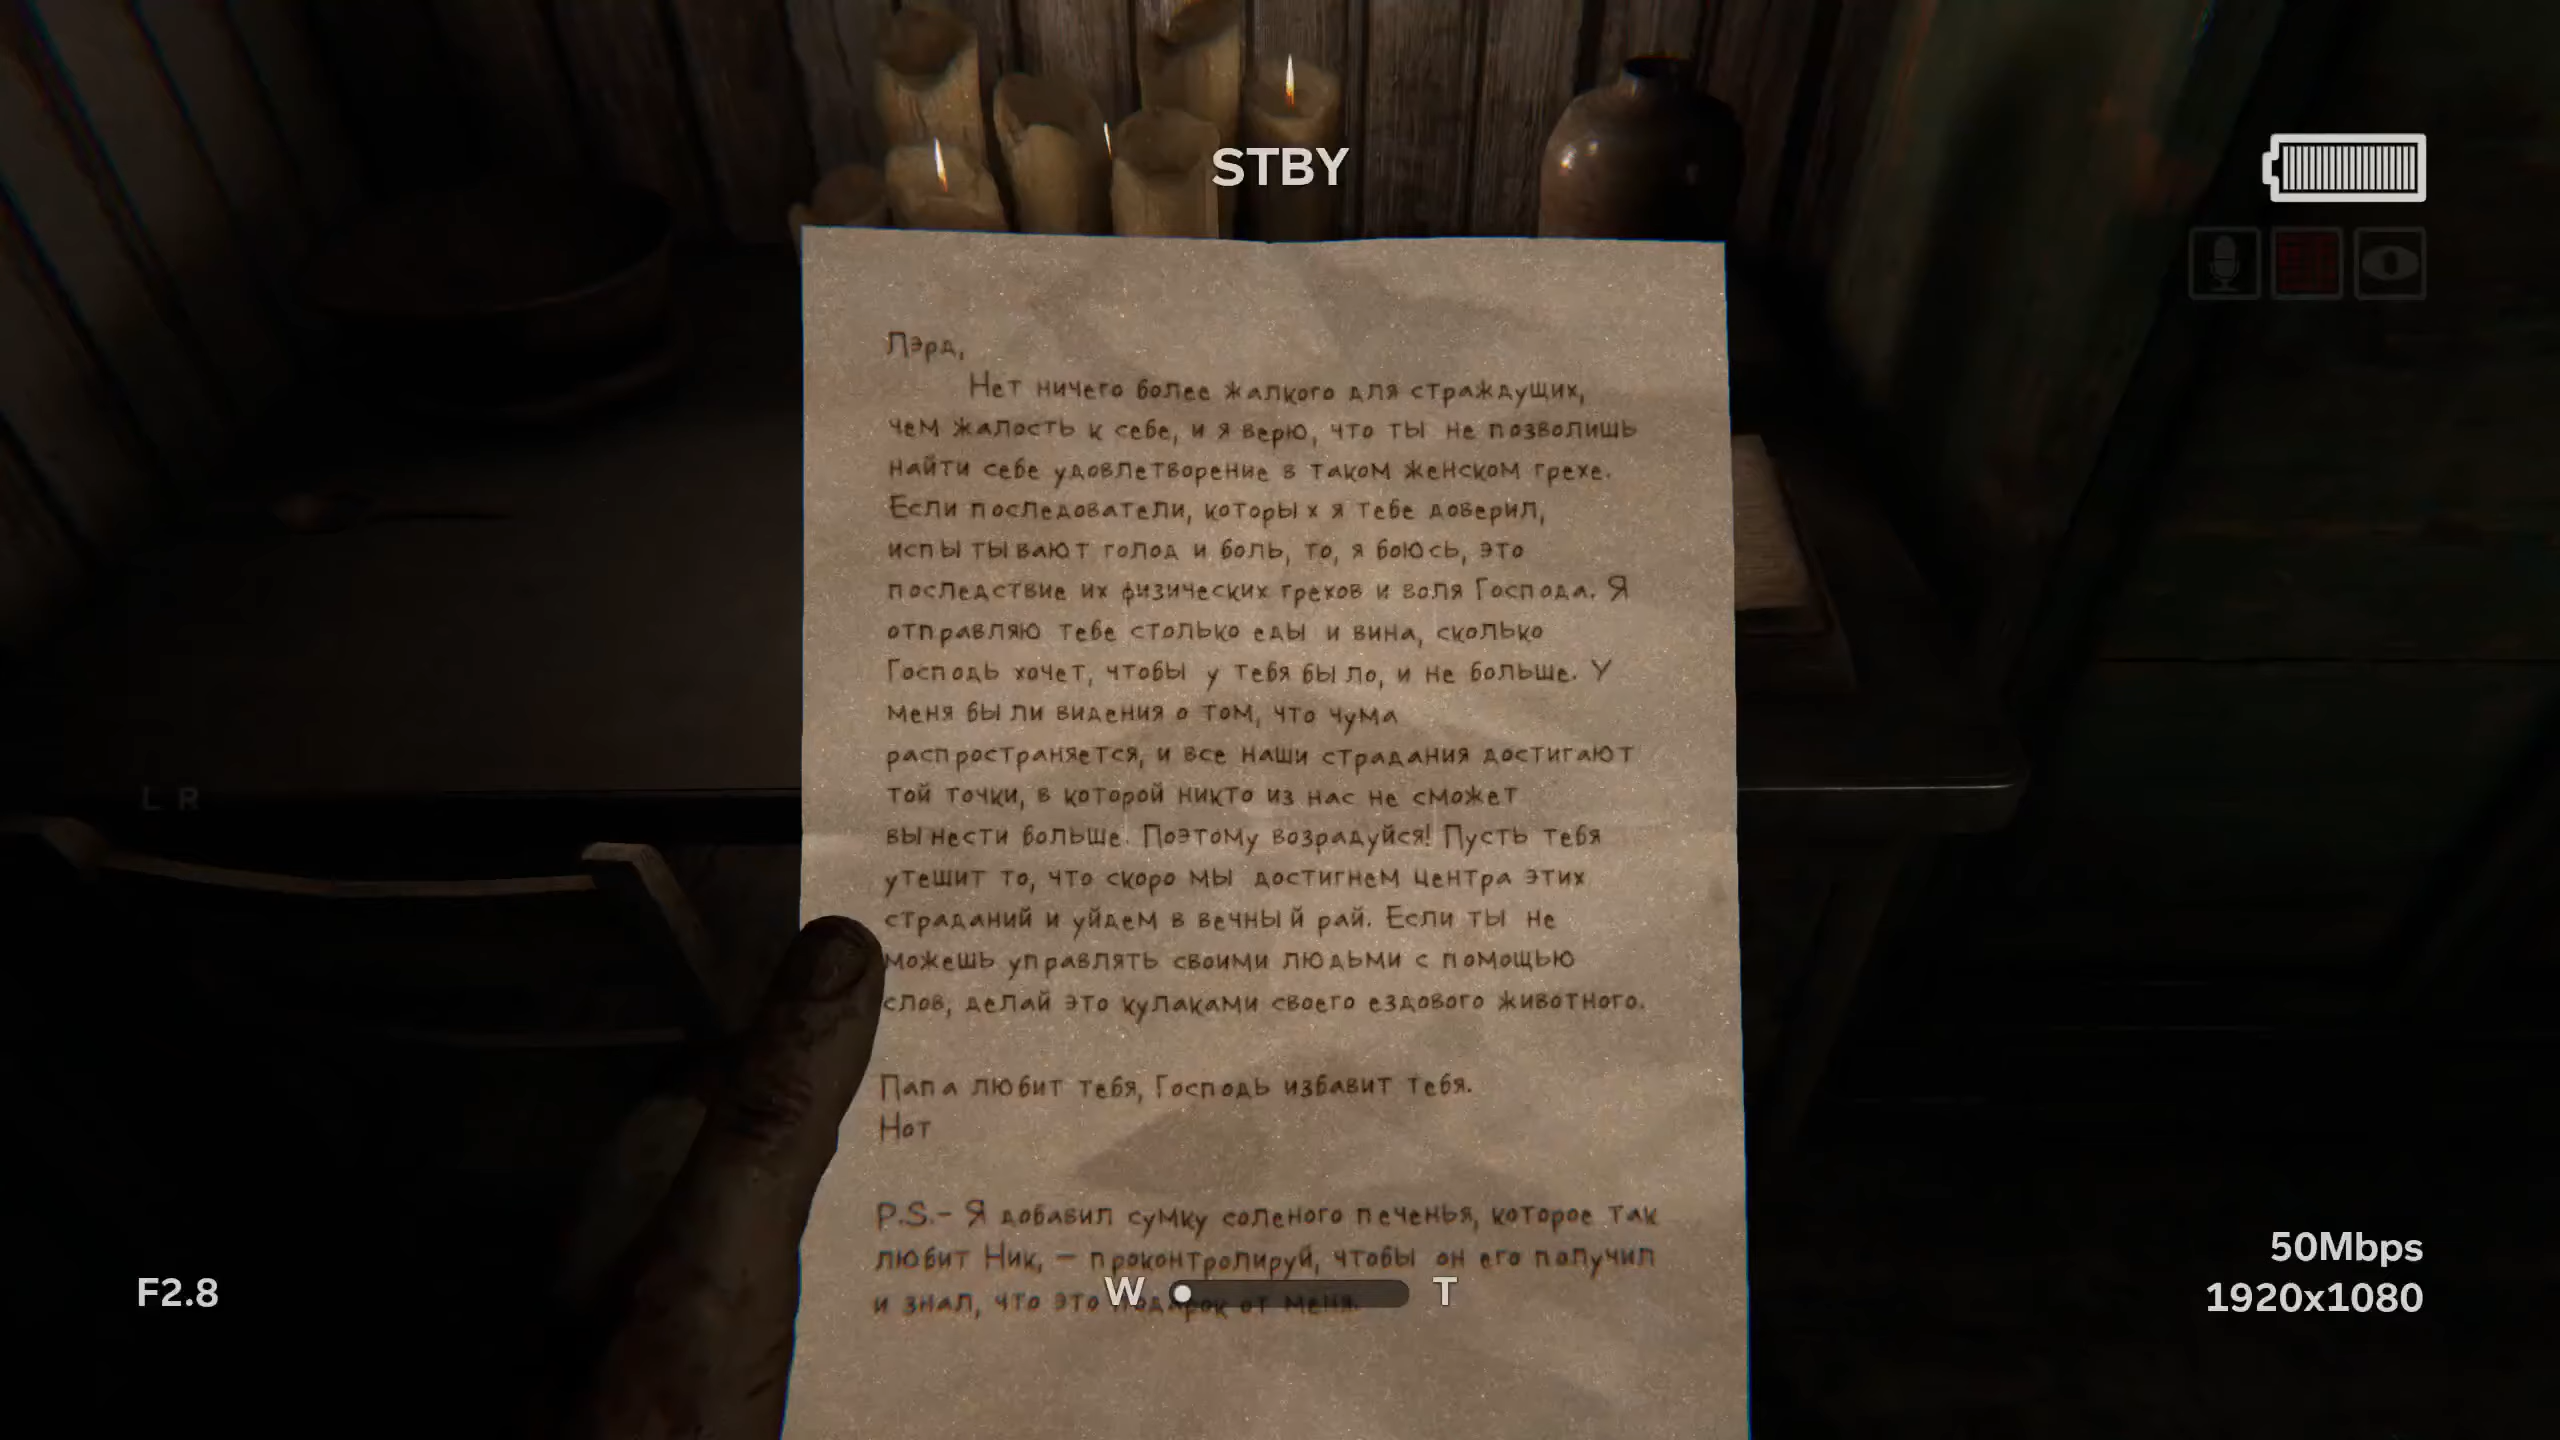 STBY
Лэрд,
Нет ничего более жалкого для страждущих,
чем жалость к себе, и я верю, что ты не позволишь
найти себе удовлетворение в таком женском грехе.
Если последователи, которых я тебе доверил,
испытывают голод и боль, то, я боюсь, это
последствие их физических грехов и воля Господа. Я
отправляю тебе столько еды и вина, сколько
Господь хочет, чтобы у тебя было, и не больше. У
меня были видения о том, что чума
распространяется, и все наши страдания достигают
той точки, в которой никто из нас не сможет
вынести больше. Поэтому возрадуйся! Пусть тебя
утешит то, что скоро мы достигнем центра этих
страданий и уйдем в вечный рай. Если ты не
можешь управлять своими людьми с помощью
слов, делай это кулаками своего ездового животного.
Папа любит тебя, Господь избавит тебя.
Нот
P.S.- Я добавил сумку соленого печенья, которое так
любит Ник, — проконтролируй, чтобы он его получил
и знал, что это подарок от меня.
L R
W T
F2.8
50Mbps
1920x1080